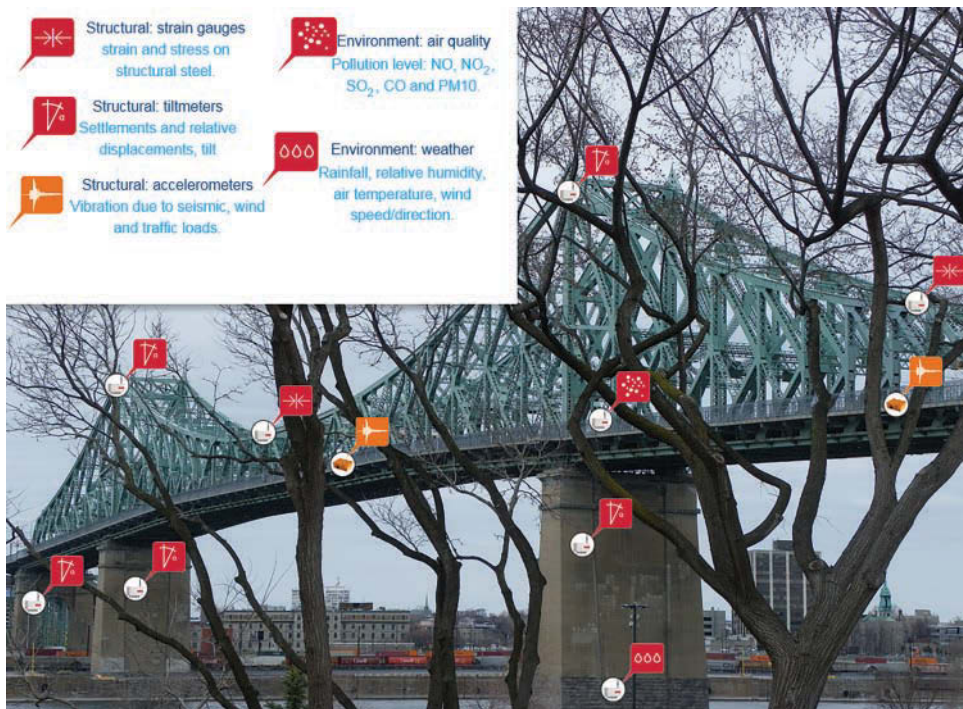 Structural: strain gauges
strain and stress on
structural steel.
Structural: tiltmeters
Settlements and relative
displacements, tilt
Structural: accelerometers
Vibration due to seismic, wind
and traffic loads.
Environment: air quality
Pollution level: NO, NO₂,
SO₂, CO and PM10.
Environment: weather
Rainfall, relative humidity,
air temperature, wind
speed/direction.